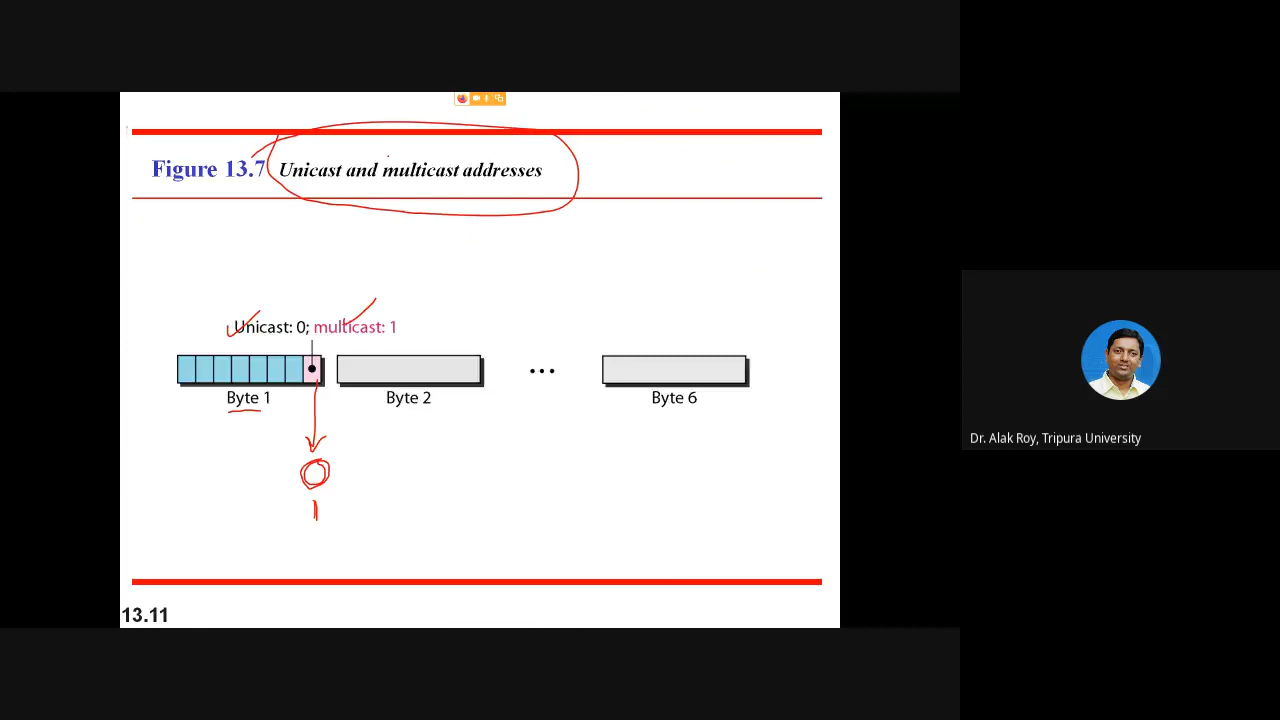 Figure 13.7 Unicast and multicast addresses
Unicast: 0; multicast: 1
...
Byte 1 Byte 2 Byte 6
0
1
13.11
Dr. Alak Roy, Tripura University